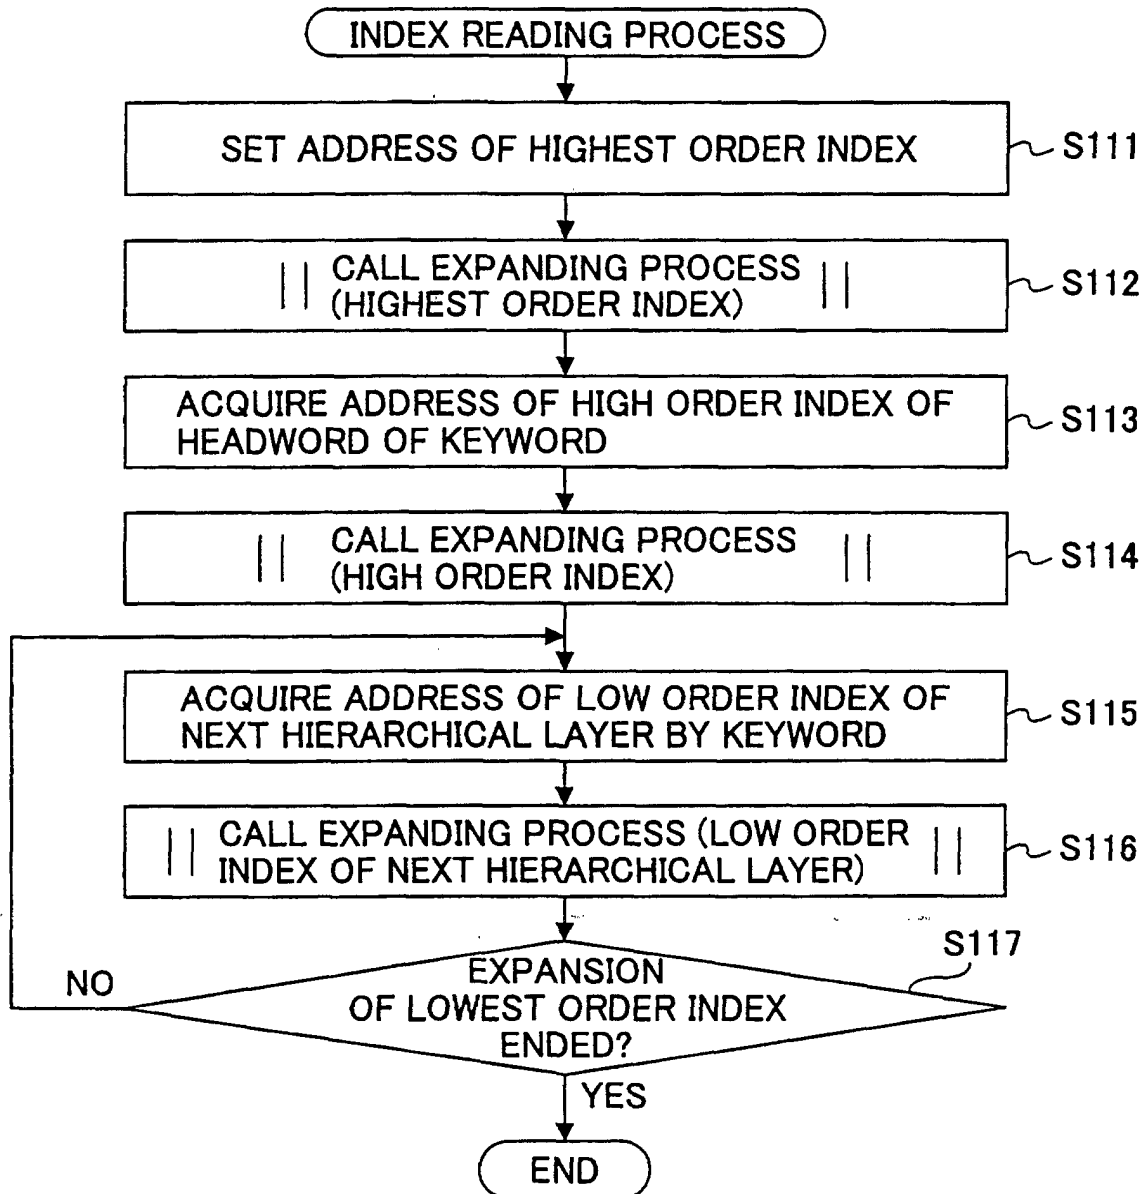 INDEX READING PROCESS
SET ADDRESS OF HIGHEST ORDER INDEX
S111
CALL EXPANDING PROCESS
(HIGHEST ORDER INDEX)
S112
ACQUIRE ADDRESS OF HIGH ORDER INDEX OF
HEADWORD OF KEYWORD
S113
CALL EXPANDING PROCESS
(HIGH ORDER INDEX)
S114
ACQUIRE ADDRESS OF LOW ORDER INDEX OF
NEXT HIERARCHICAL LAYER BY KEYWORD
S115
CALL EXPANDING PROCESS (LOW ORDER
INDEX OF NEXT HIERARCHICAL LAYER)
S116
S117
NO
EXPANSION
OF LOWEST ORDER INDEX
ENDED?
YES
END